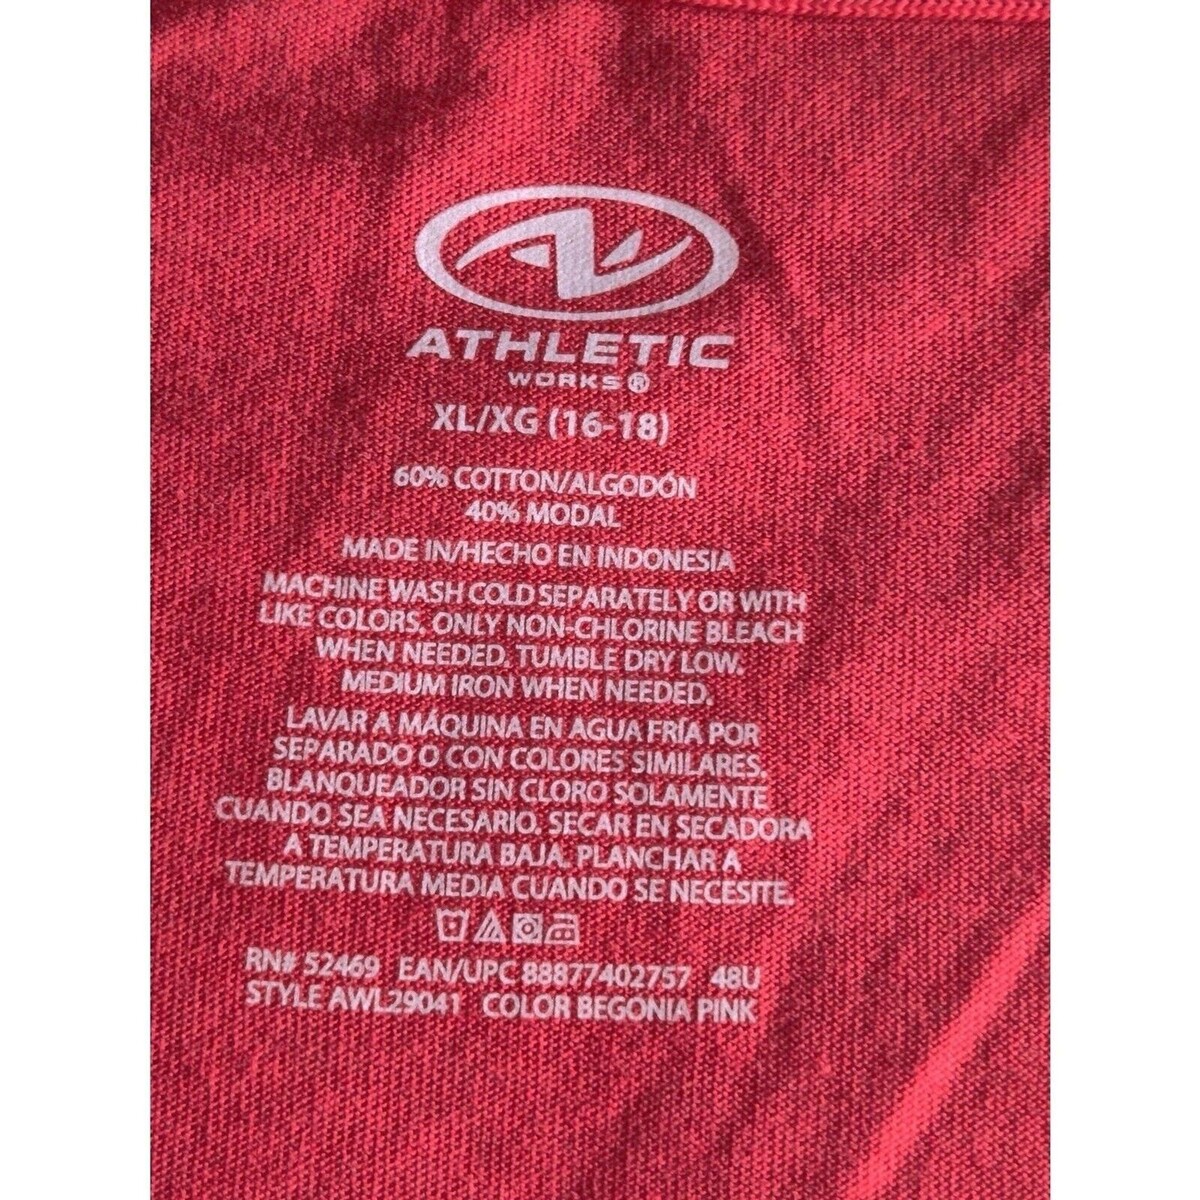 ATHLETIC
WORKS®
XL/XG (16-18)
60% COTTON/ALGODÓN
40% MODAL
MADE IN/HECHO EN INDONESIA
MACHINE WASH COLD SEPARATELY OR WITH
LIKE COLORS. ONLY NON-CHLORINE BLEACH
WHEN NEEDED. TUMBLE DRY LOW.
MEDIUM IRON WHEN NEEDED.
LAVAR A MÁQUINA EN AGUA FRÍA POR
SEPARADO O CON COLORES SIMILARES.
BLANQUEADOR SIN CLORO SOLAMENTE
CUANDO SEA NECESARIO. SECAR EN SECADORA
A TEMPERATURA BAJA. PLANCHAR A
TEMPERATURA MEDIA CUANDO SE NECESITE.
RN# 52469 EAN/UPC 88877402757 48U
STYLE AWL29041 COLOR BEGONIA PINK